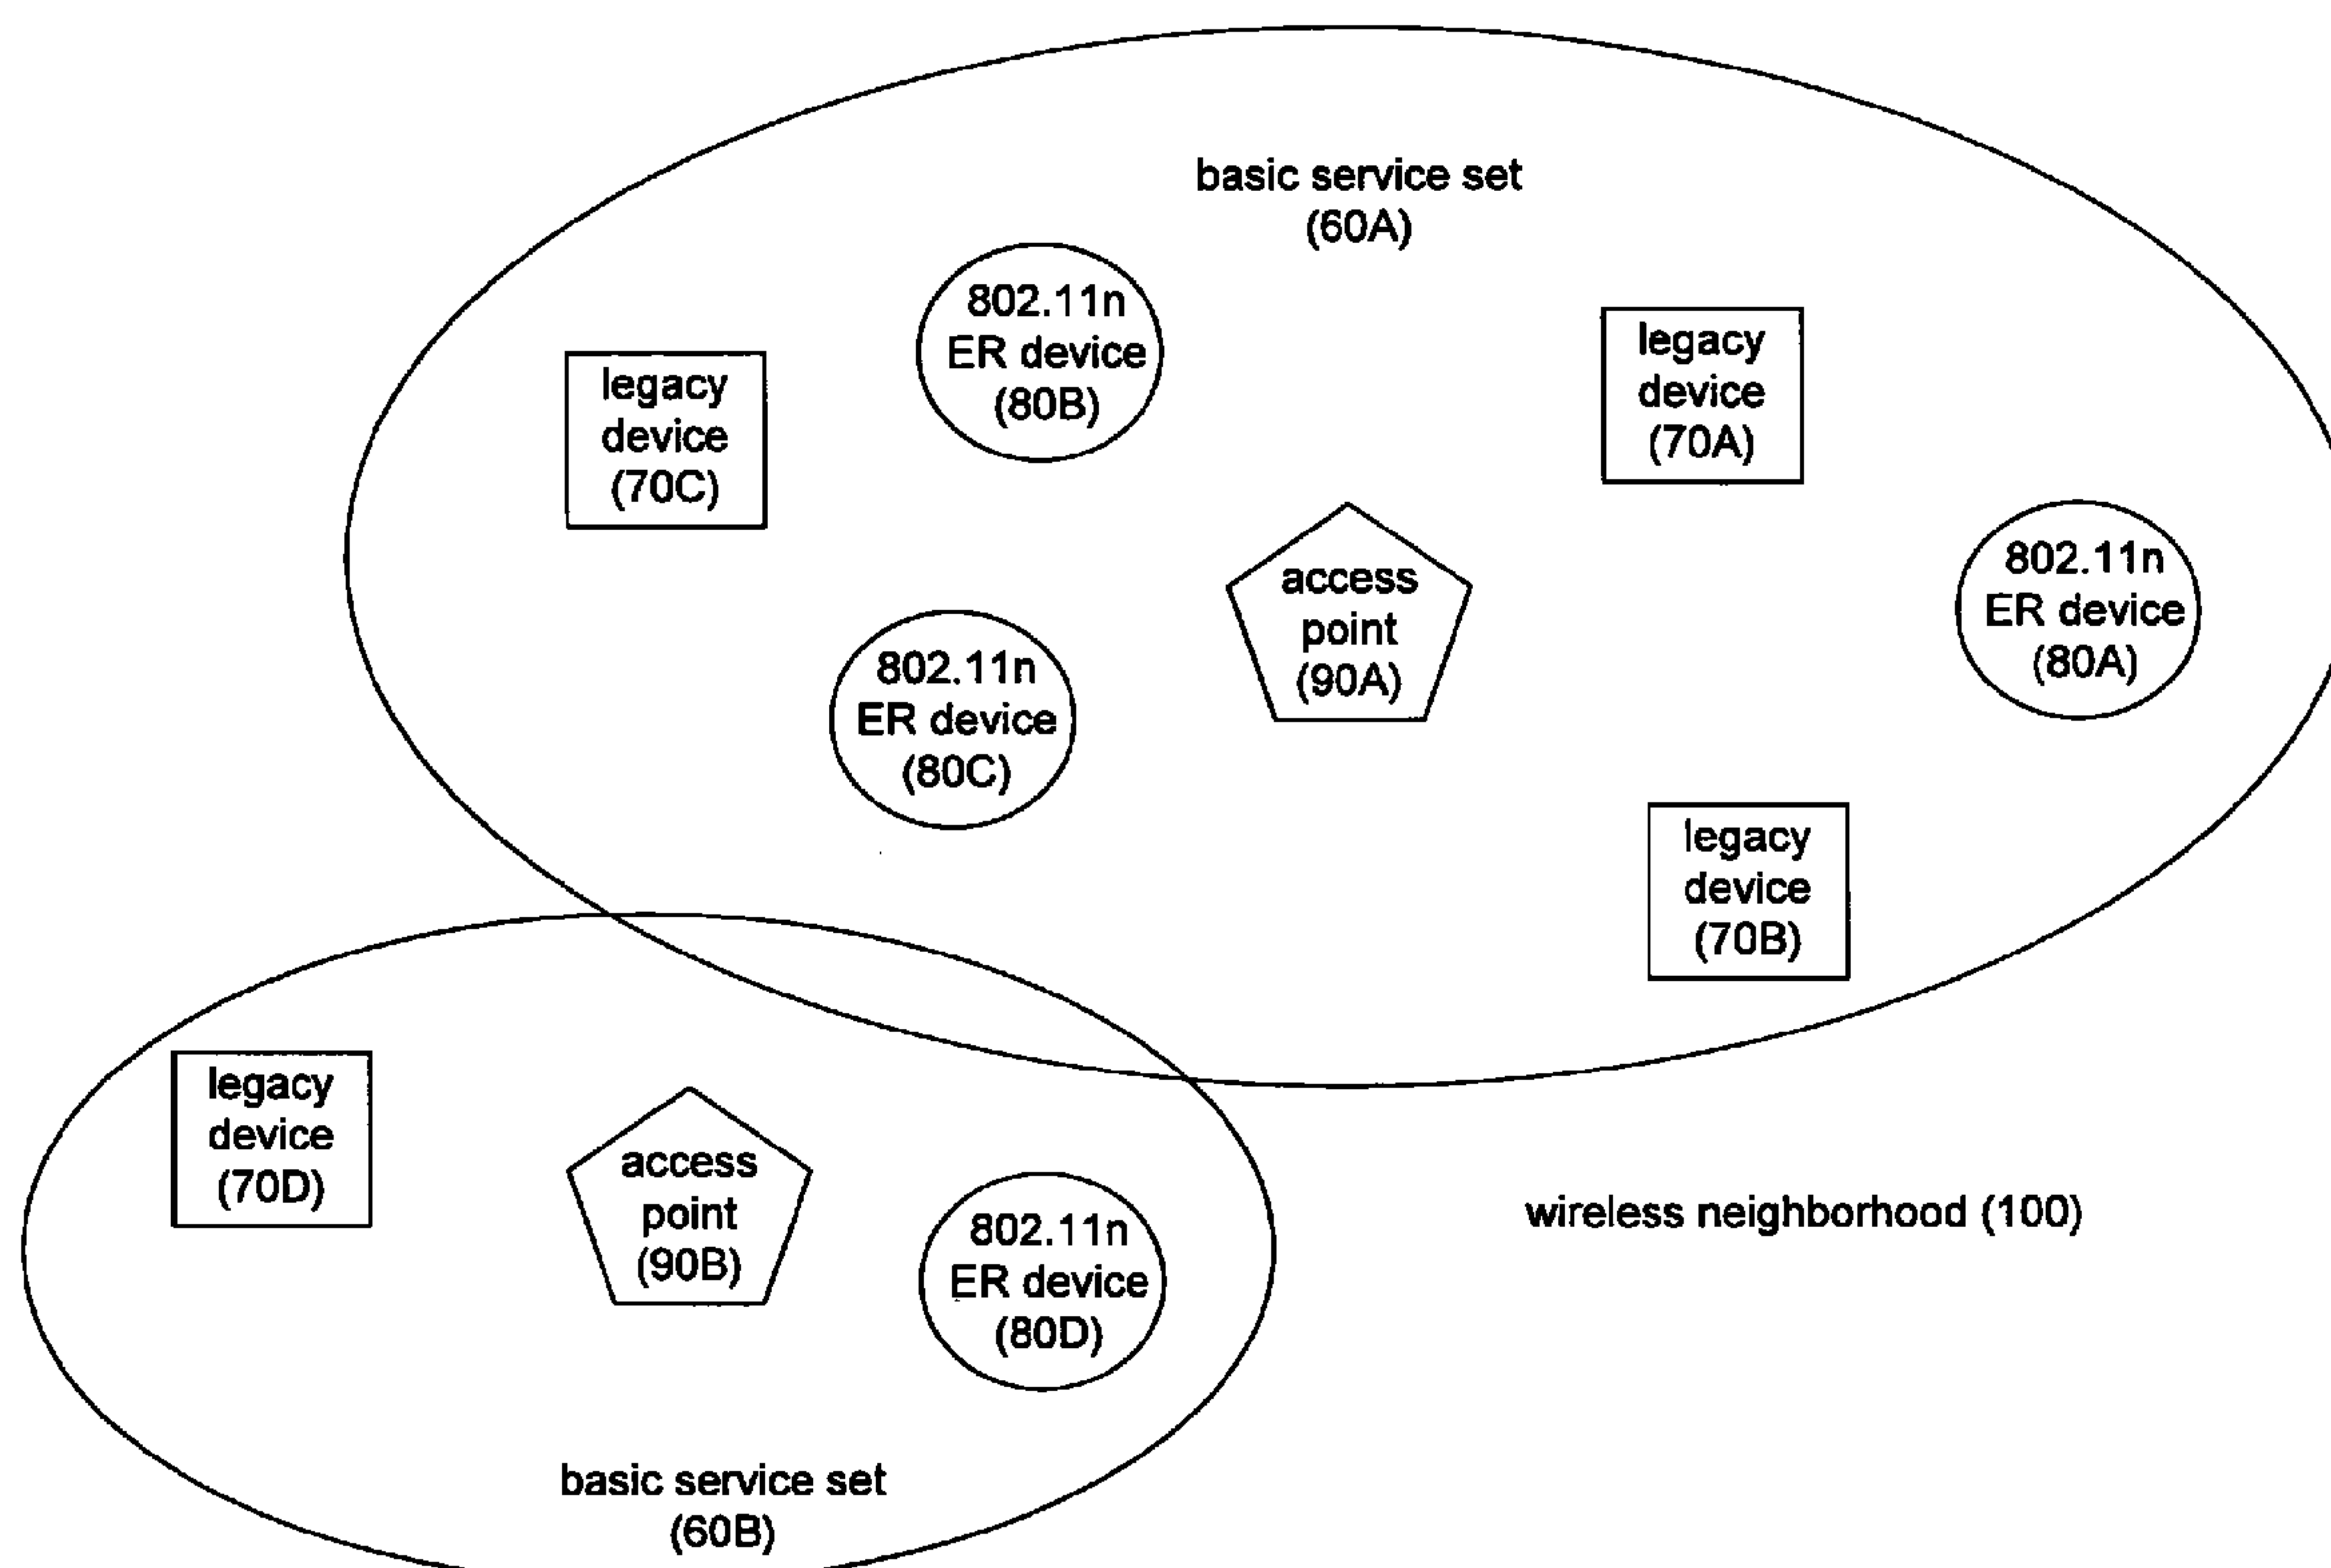 basic service set
(60A)
802.11n
ER device
(80B)
legacy
device
(70A)
legacy
device
(70C)
access
point
(90A)
802.11n
ER device
(80A)
802.11n
ER device
(80C)
legacy
device
(70B)
legacy
device
(70D)
access
point
(90B)
802.11n
ER device
(80D)
wireless neighborhood (100)
basic service set
(60B)